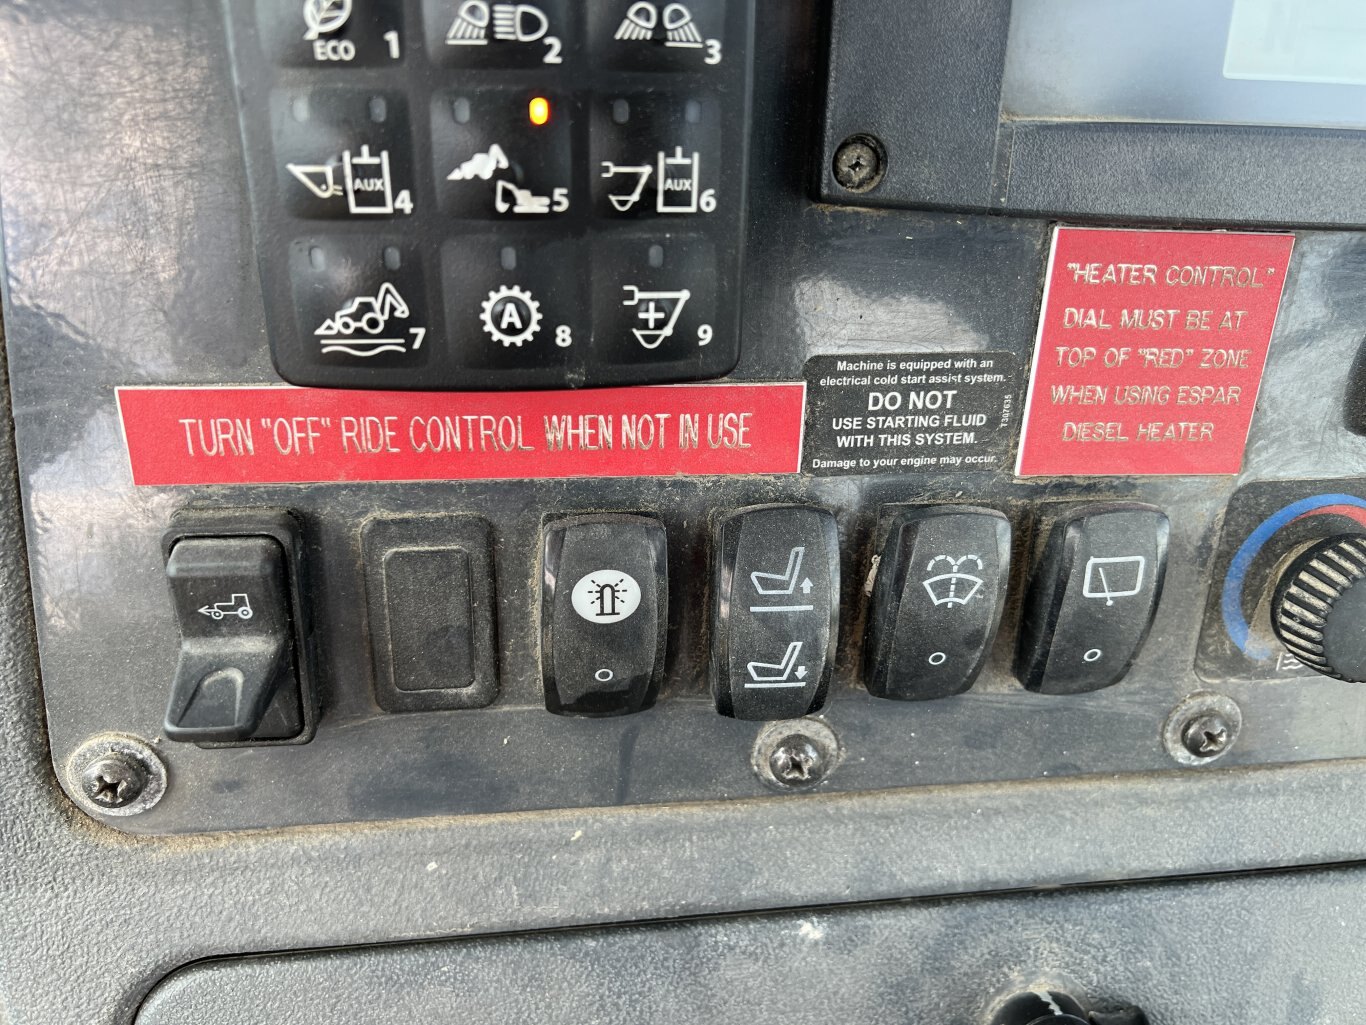 ECO 1
2
3
AUX 4
5
AUX 6
7
A 8
9
TURN "OFF" RIDE CONTROL WHEN NOT IN USE
Machine is equipped with an
electrical cold start assist system.
DO NOT
USE STARTING FLUID
WITH THIS SYSTEM.
Damage to your engine may occur.
T307635
"HEATER CONTROL"
DIAL MUST BE AT
TOP OF "RED" ZONE
WHEN USING ESPAR
DIESEL HEATER